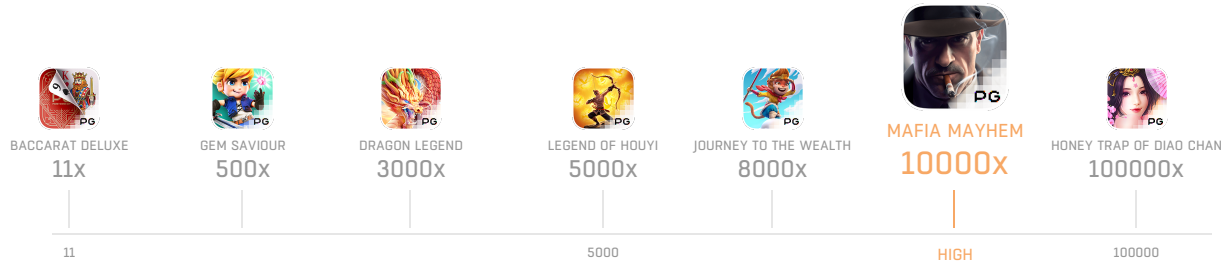 PG
PG
PG
PG
PG
PG
PG
BACCARAT DELUXE
11x
GEM SAVIOUR
500x
DRAGON LEGEND
3000x
LEGEND OF HOUYI
5000x
JOURNEY TO THE WEALTH
8000x
MAFIA MAYHEM
10000x
HONEY TRAP OF DIAO CHAN
100000x
11
5000
HIGH
100000